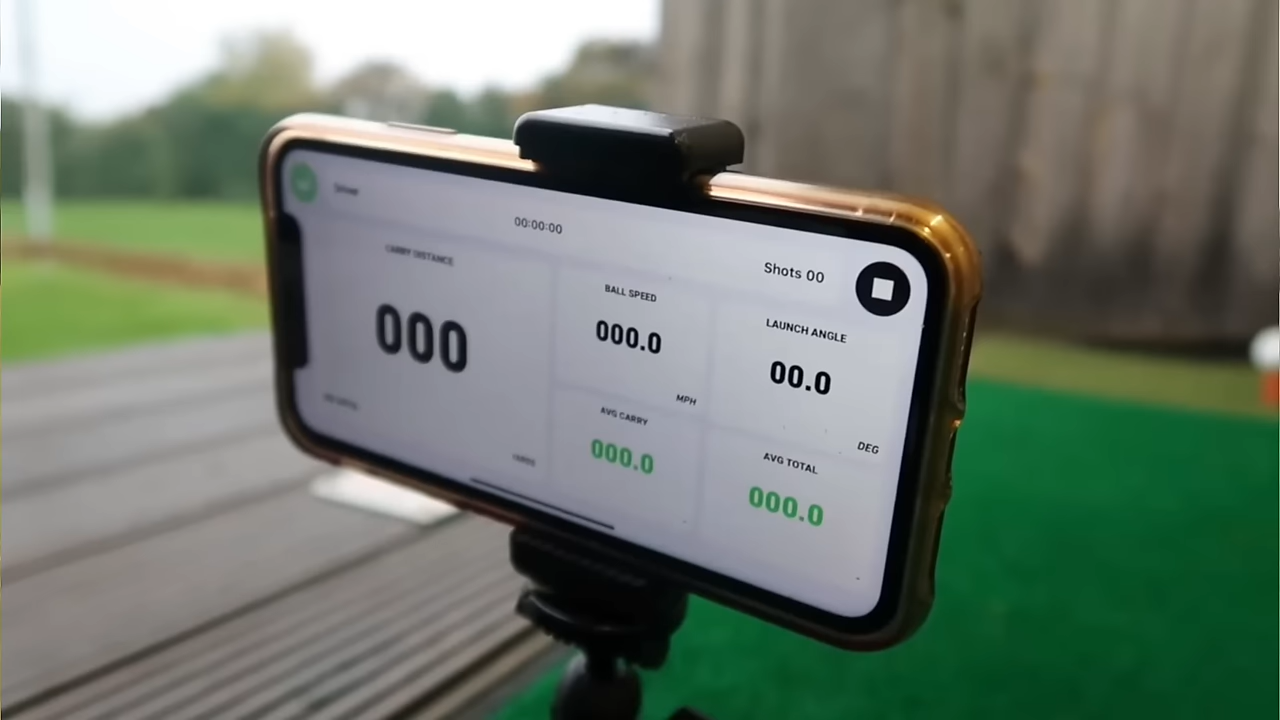 Driver
00:00:00
Shots 00
CARRY DISTANCE
000
YARDS
BALL SPEED
000.0
MPH
LAUNCH ANGLE
00.0
DEG
AVG CARRY
000.0
AVG TOTAL
000.0